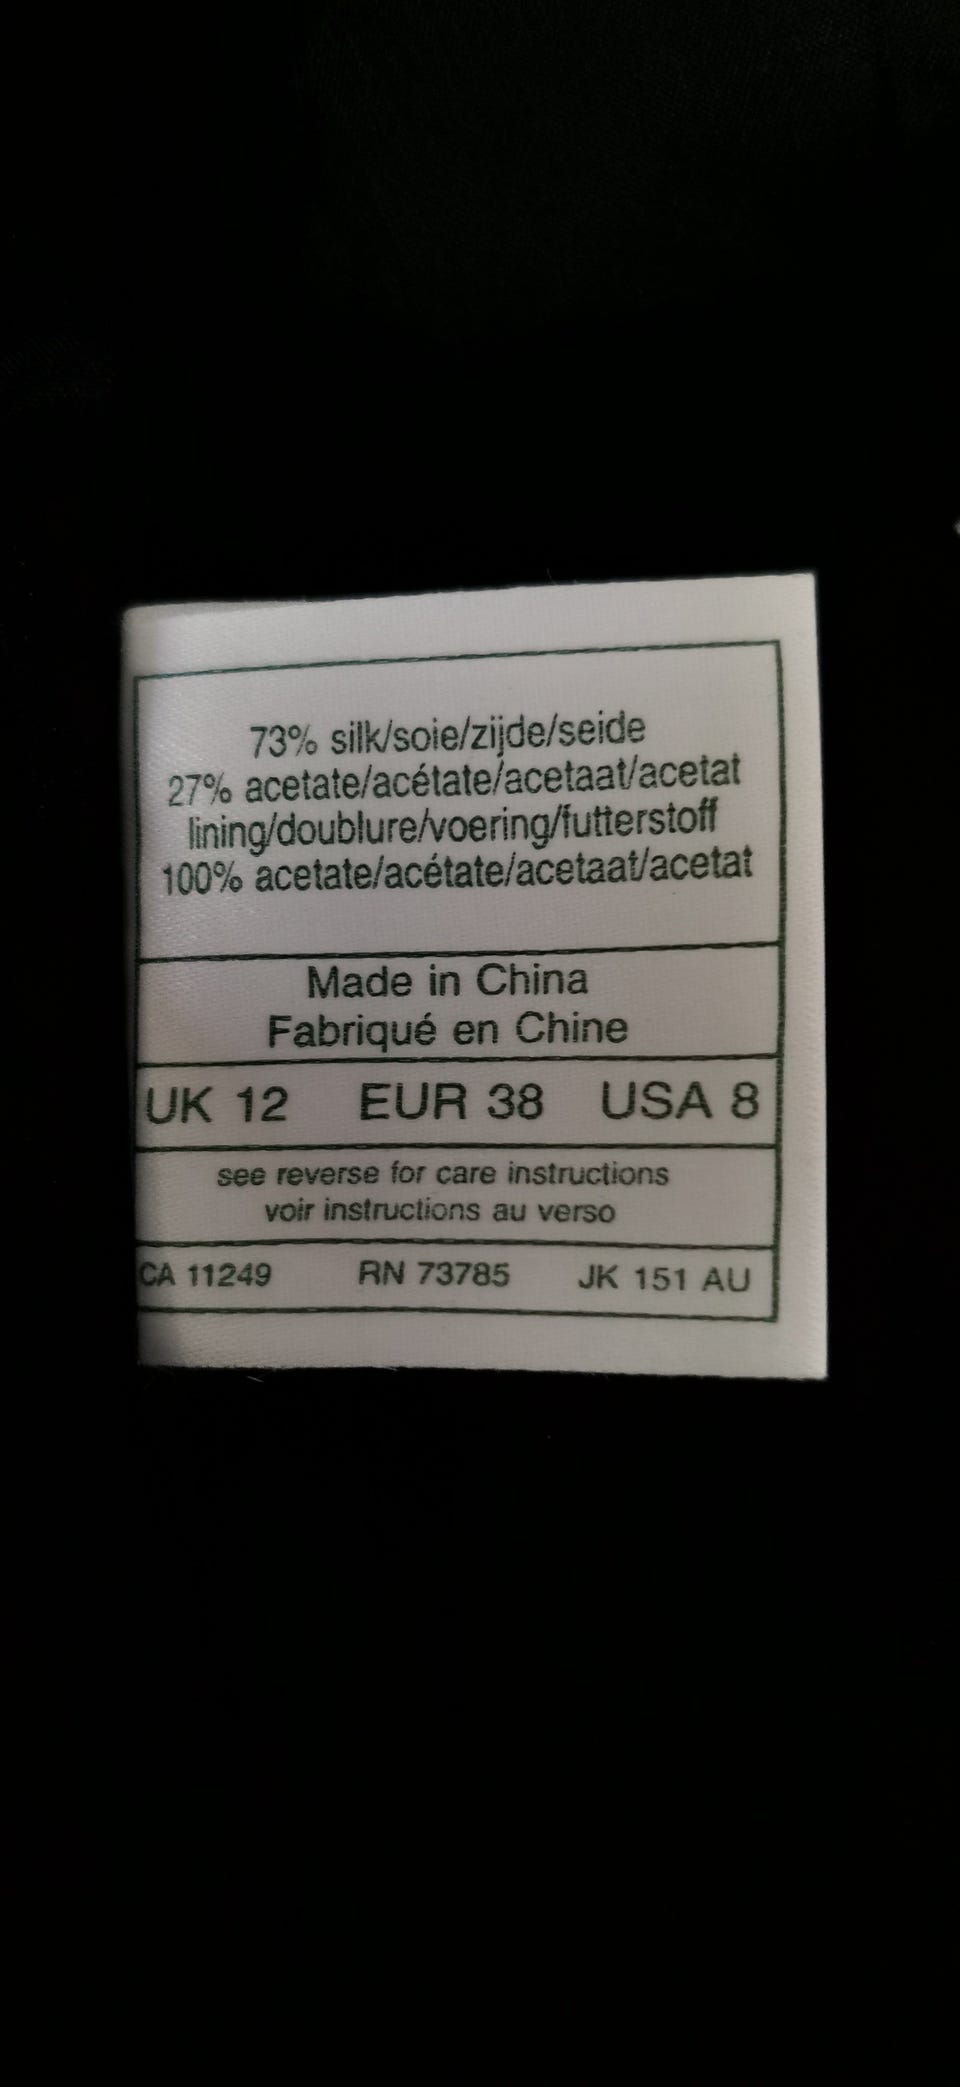 73% silk/soie/zijde/seide
27% acetate/acétate/acetaat/acetat
lining/doublure/voering/futterstoff
100% acetate/acétate/acetaat/acetat
Made in China
Fabriqué en Chine
UK 12 EUR 38 USA 8
see reverse for care instructions
voir instructions au verso
CA 11249 RN 73785 JK 151 AU